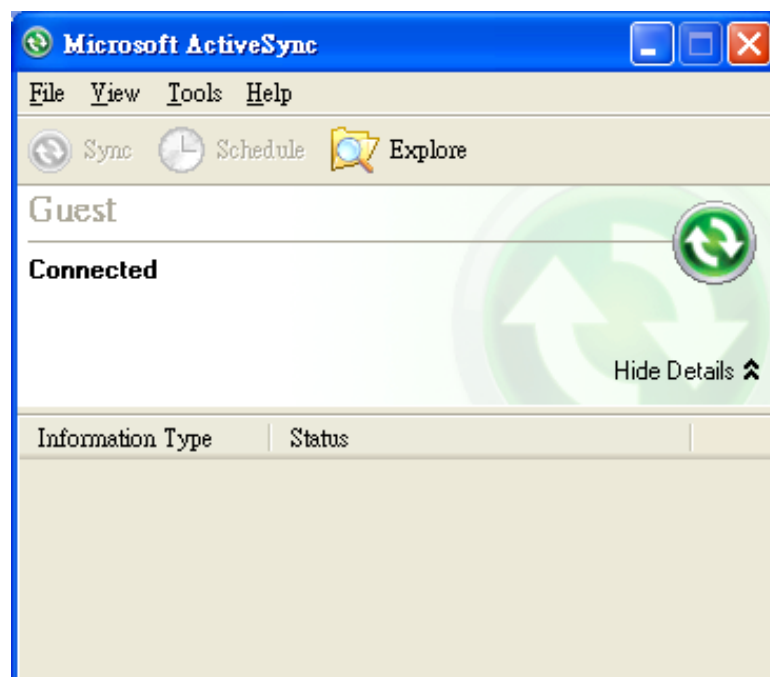 Microsoft ActiveSync
File View Tools Help
Sync Schedule Explore
Guest
Connected
Hide Details
Information Type Status